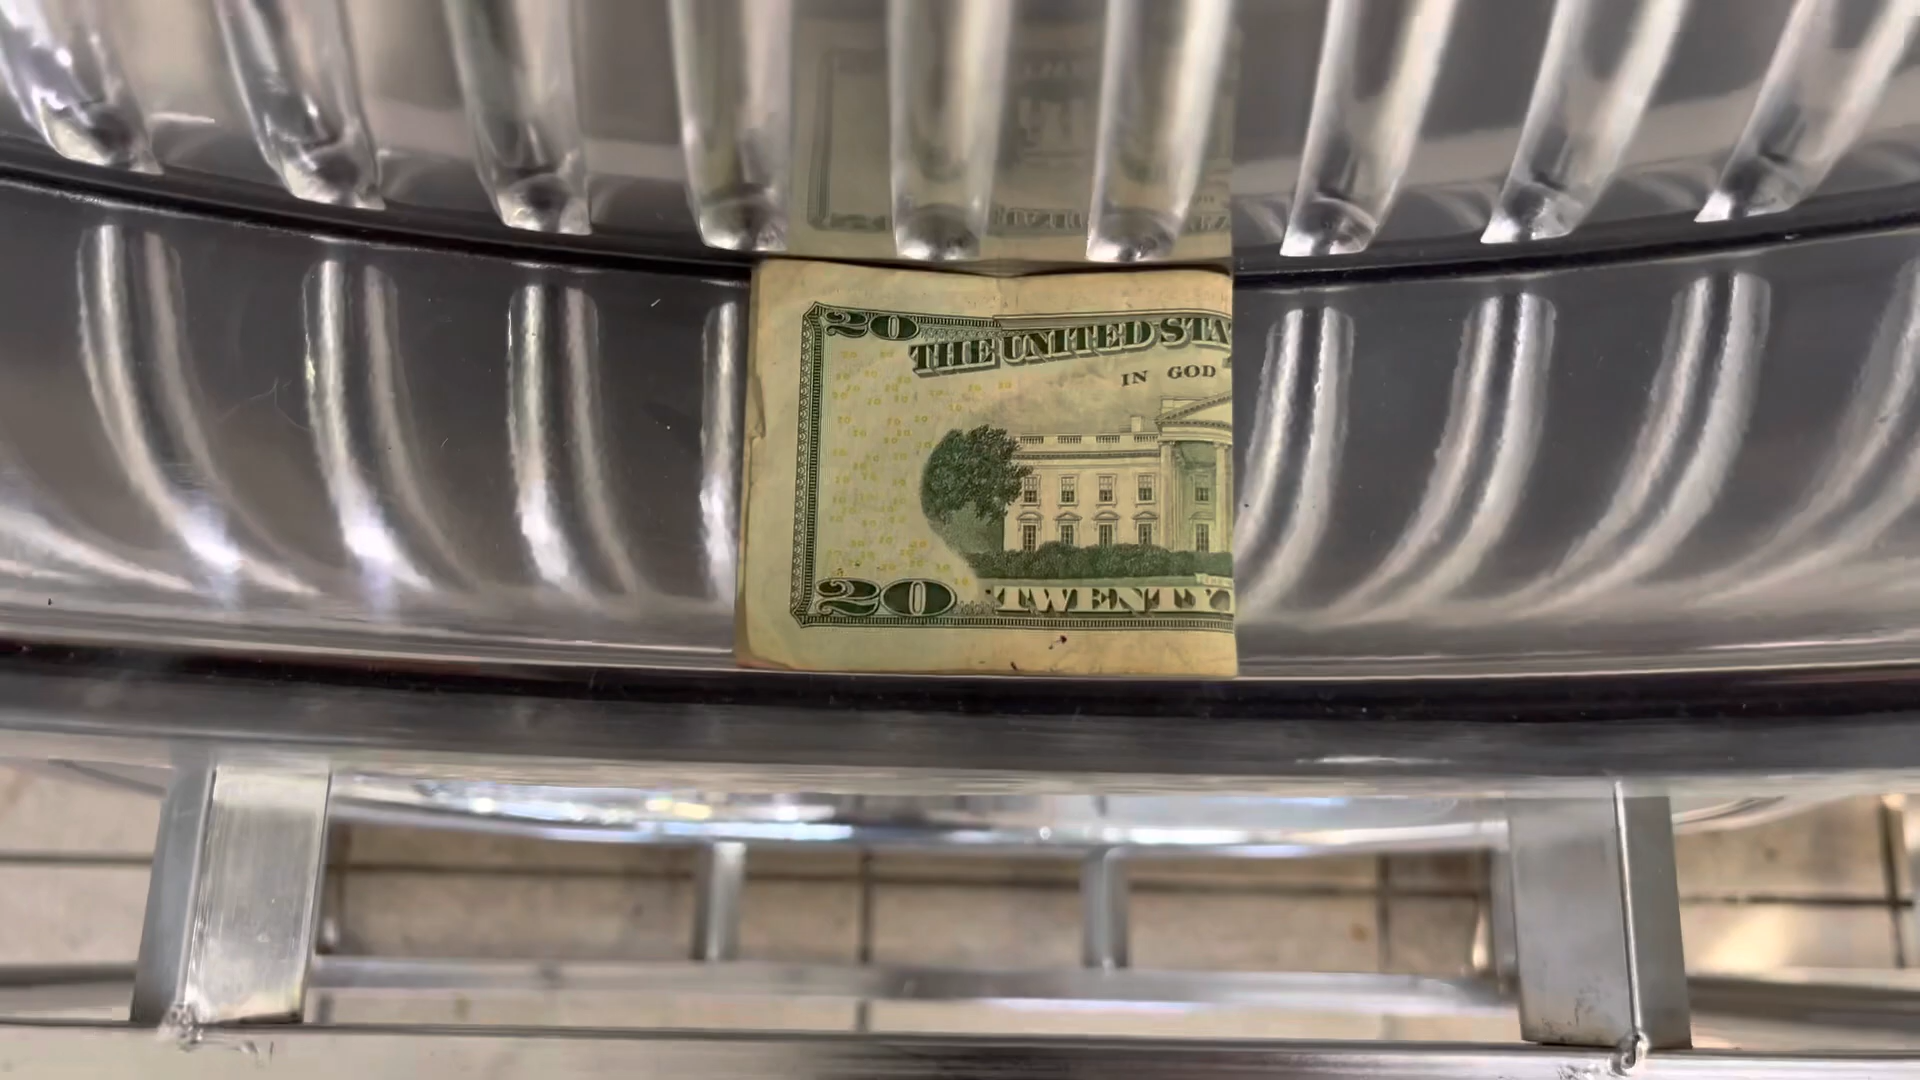 20
THE UNITED STA
IN GOD
20
TWENTY